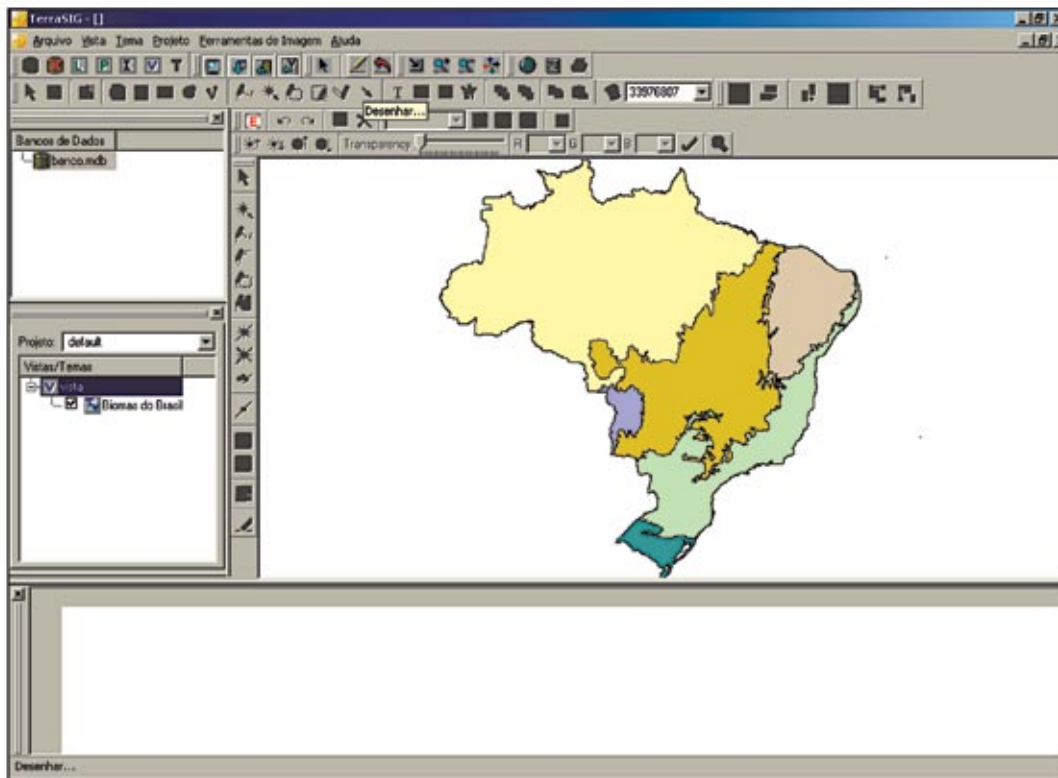 TerraSIG - []
Arquivo Vista Tema Projeto Ferramentas de Imagem Ajuda
L P I V T
33976807
Desenhar...
E
Bancos de Dados
banco.mdb
Transparency
R G B
Projeto: default
Vistas/Temas
V vista
Biomas do Brasil
Desenhar...